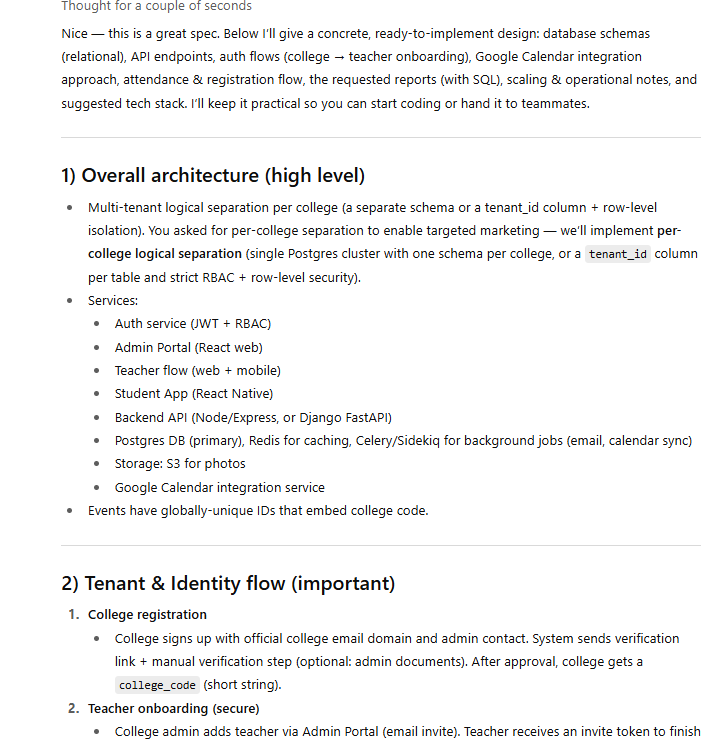 Thought for a couple of seconds
Nice — this is a great spec. Below I'll give a concrete, ready-to-implement design: database schemas
(relational), API endpoints, auth flows (college → teacher onboarding), Google Calendar integration
approach, attendance & registration flow, the requested reports (with SQL), scaling & operational notes, and
suggested tech stack. I'll keep it practical so you can start coding or hand it to teammates.
1) Overall architecture (high level)
• Multi-tenant logical separation per college (a separate schema or a tenant_id column + row-level
isolation). You asked for per-college separation to enable targeted marketing — we'll implement per-
college logical separation (single Postgres cluster with one schema per college, or a tenant_id column
per table and strict RBAC + row-level security).
• Services:
• Auth service (JWT + RBAC)
• Admin Portal (React web)
• Teacher flow (web + mobile)
• Student App (React Native)
• Backend API (Node/Express, or Django FastAPI)
• Postgres DB (primary), Redis for caching, Celery/Sidekiq for background jobs (email, calendar sync)
• Storage: S3 for photos
• Google Calendar integration service
• Events have globally-unique IDs that embed college code.
2) Tenant & Identity flow (important)
1. College registration
• College signs up with official college email domain and admin contact. System sends verification
link + manual verification step (optional: admin documents). After approval, college gets a
college_code (short string).
2. Teacher onboarding (secure)
• College admin adds teacher via Admin Portal (email invite). Teacher receives an invite token to finish